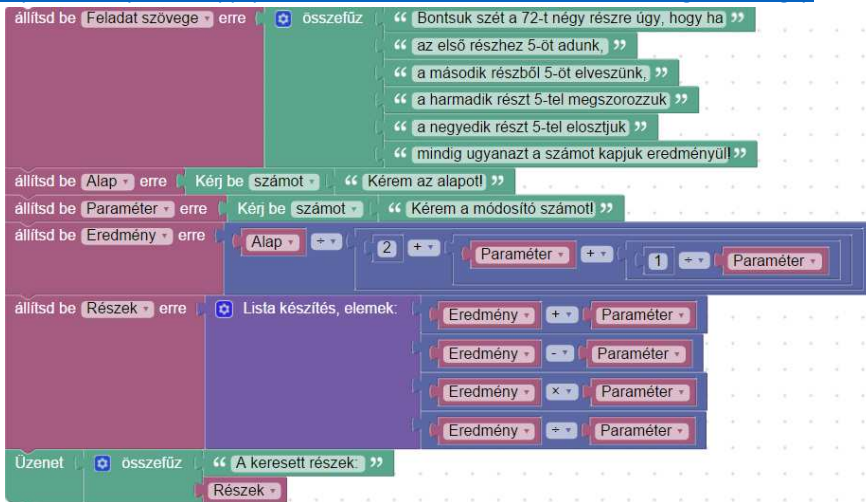 állítsd be Feladat szövege erre összefűz “ Bontsuk szét a 72-t négy részre úgy, hogy ha ”
“ az első részhez 5-öt adunk, ”
“ a második részből 5-öt elveszünk, ”
“ a harmadik részt 5-tel megszorozzuk ”
“ a negyedik részt 5-tel elosztjuk ”
“ mindig ugyanazt a számot kapjuk eredményül! ”
állítsd be Alap erre Kérj be számot “ Kérem az alapot! ”
állítsd be Paraméter erre Kérj be számot “ Kérem a módosító számot! ”
állítsd be Eredmény erre Alap ÷ 2 + Paraméter + 1 ÷ Paraméter
állítsd be Részek erre Lista készítés, elemek: Eredmény + Paraméter
Eredmény - Paraméter
Eredmény × Paraméter
Eredmény ÷ Paraméter
Üzenet összefűz “ A keresett részek: ”
Részek